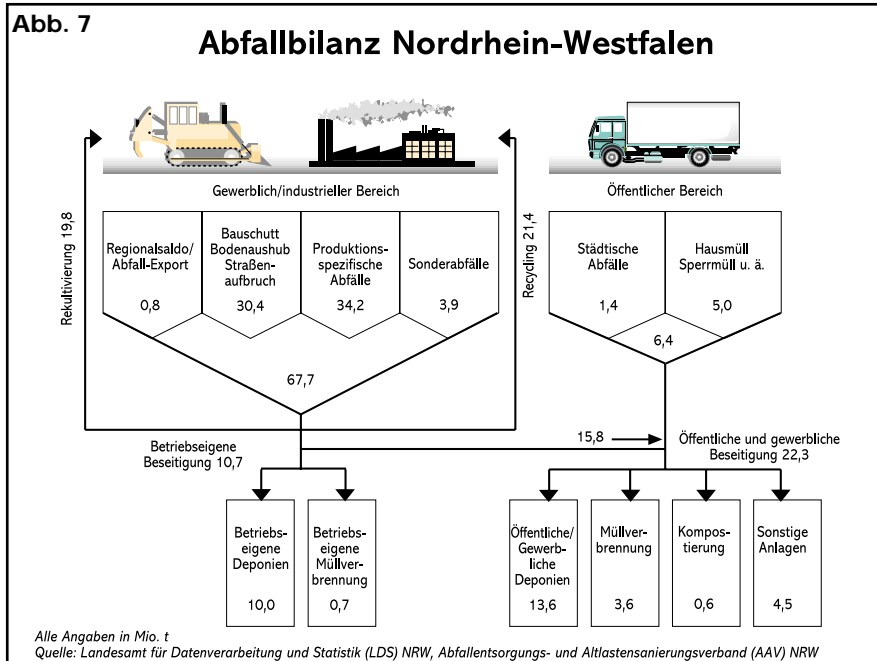 Abb. 7
Abfallbilanz Nordrhein-Westfalen
Gewerblich/industrieller Bereich
Öffentlicher Bereich
Rekultivierung 19,8
Regionalsaldo/
Abfall-Export
0,8
Bauschutt
Bodenaushub
Straßen-
aufbruch
30,4
Produktions-
spezifische
Abfälle
34,2
Sonderabfälle
3,9
Recycling 21,4
Städtische
Abfälle
1,4
Hausmüll
Sperrmüll u. ä.
5,0
6,4
67,7
Betriebseigene
Beseitigung 10,7
15,8
Öffentliche und gewerbliche
Beseitigung 22,3
Betriebs-
eigene
Deponien
10,0
Betriebs-
eigene
Müllver-
brennung
0,7
Öffentliche/
Gewerb-
liche
Deponien
13,6
Müllver-
brennung
3,6
Kompos-
tierung
0,6
Sonstige
Anlagen
4,5
Alle Angaben in Mio. t
Quelle: Landesamt für Datenverarbeitung und Statistik (LDS) NRW, Abfallentsorgungs- und Altlastensanierungsverband (AAV) NRW